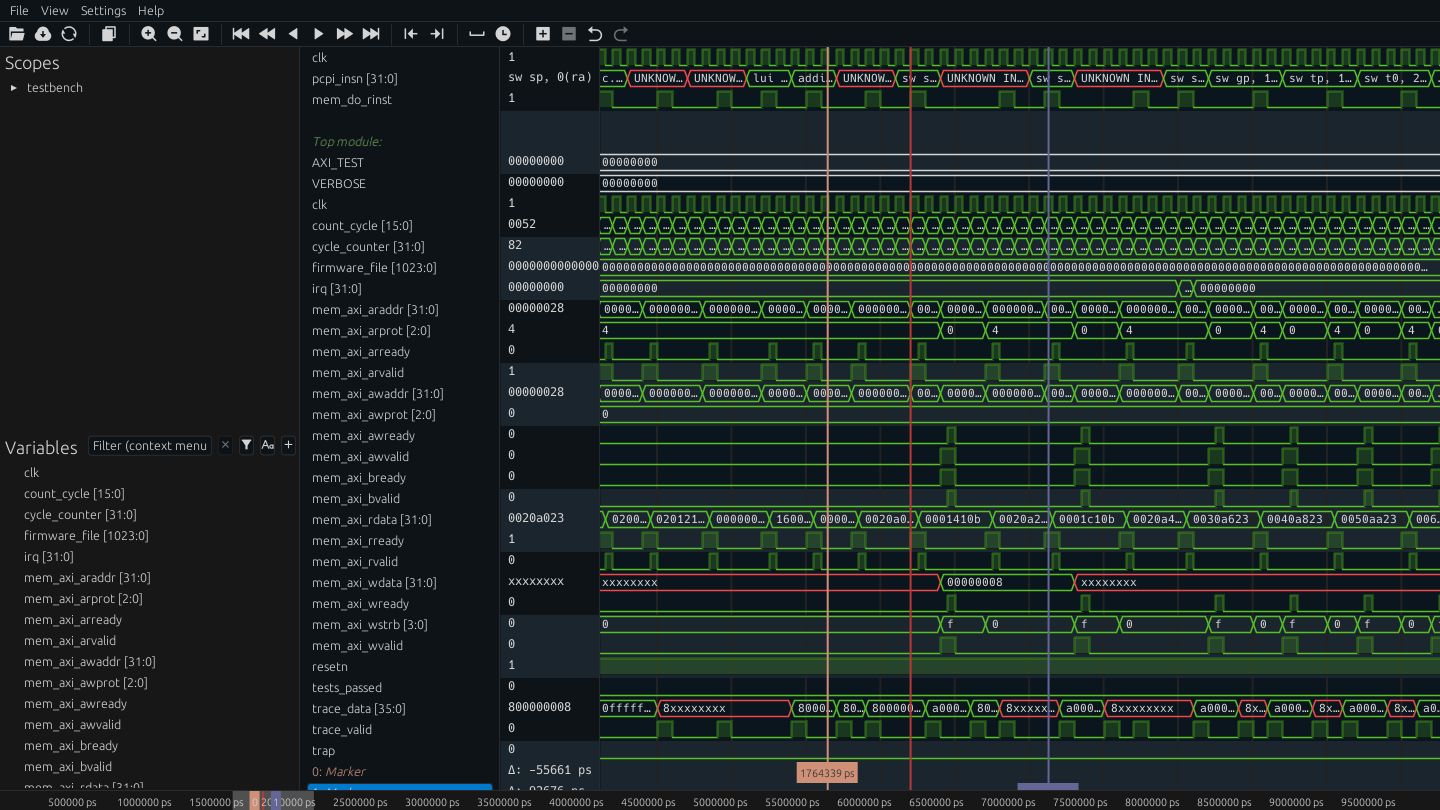 File View Settings Help
Scopes
testbench
Variables Filter (context menu
clk
count_cycle [15:0]
cycle_counter [31:0]
firmware_file [1023:0]
irq [31:0]
mem_axi_araddr [31:0]
mem_axi_arprot [2:0]
mem_axi_arready
mem_axi_arvalid
mem_axi_awaddr [31:0]
mem_axi_awprot [2:0]
mem_axi_awready
mem_axi_awvalid
mem_axi_bready
mem_axi_bvalid
mem_axi_rdata [31:0]
clk 1
pcpi_insn [31:0] sw sp, 0(ra) c.… UNKNOW… UNKNOW… lui … addi… UNKNOW… sw s… UNKNOWN IN… sw s… UNKNOWN IN… sw s… sw gp, 1… sw tp, 1… sw t0, 2…
mem_do_rinst 1
Top module:
AXI_TEST 00000000 00000000
VERBOSE 00000000 00000000
clk 1
count_cycle [15:0] 0052
cycle_counter [31:0] 82
firmware_file [1023:0] 0000000000000
irq [31:0] 00000000 00000000 … 00000000
mem_axi_araddr [31:0] 00000028 0000… 000000… 000000… 0000… 0000… 000000… 00… 0000… 000000… 00… 0000… 000000… 0000… 00… 0000… 00… 0000… 00… 0000… 00…
mem_axi_arprot [2:0] 4 4 0 4 0 4 0 4 0 4 0 4
mem_axi_arready 0
mem_axi_arvalid 1
mem_axi_awaddr [31:0] 00000028 0000… 000000… 000000… 0000… 0000… 000000… 00… 0000… 000000… 00… 0000… 000000… 0000… 00… 0000… 00… 0000… 00… 0000… 00…
mem_axi_awprot [2:0] 0 0
mem_axi_awready 0
mem_axi_awvalid 0
mem_axi_bready 0
mem_axi_bvalid 0
mem_axi_rdata [31:0] 0020a023 0200… 020121… 000000… 1600… 0000… 0020a0… 0001410b 0020a2… 0001c10b 0020a4… 0030a623 0040a823 0050aa23 006…
mem_axi_rready 1
mem_axi_rvalid 0
mem_axi_wdata [31:0] xxxxxxxx xxxxxxxx 00000008 xxxxxxxx
mem_axi_wready 0
mem_axi_wstrb [3:0] 0 0 f 0 f 0 f 0 f 0 f 0
mem_axi_wvalid 0
resetn 1
tests_passed 0
trace_data [35:0] 800000008 0fffff… 8xxxxxxxx 8000… 80… 800000… a000… 80… 8xxxxx… a000… 8xxxxxxxx a000… 8x… a000… 8x… a000… 8x… a0…
trace_valid 0
trap 0
0: Marker Δ: -55661 ps 1764339 ps
500000 ps 1000000 ps 1500000 ps 2500000 ps 3000000 ps 3500000 ps 4000000 ps 4500000 ps 5000000 ps 5500000 ps 6000000 ps 6500000 ps 7000000 ps 7500000 ps 8000000 ps 8500000 ps 9000000 ps 9500000 ps